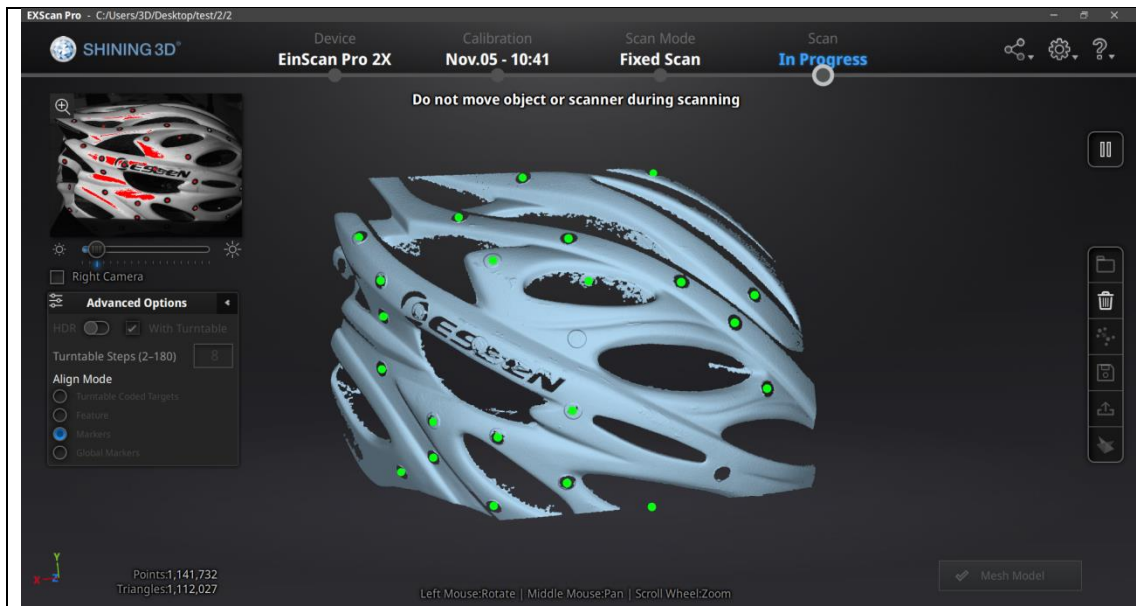 EXScan Pro - C:/Users/3D/Desktop/test/2/2
SHINING 3D®
Device
EinScan Pro 2X
Calibration
Nov.05 - 10:41
Scan Mode
Fixed Scan
Scan
In Progress
Do not move object or scanner during scanning
ESSEN
Right Camera
Advanced Options
HDR
With Turntable
Turntable Steps (2–180)
8
Align Mode
Turntable Coded Targets
Feature
Markers
Global Markers
ESSEN
Y
X
Z
Points:1,141,732
Triangles:1,112,027
Left Mouse:Rotate | Middle Mouse:Pan | Scroll Wheel:Zoom
Mesh Model